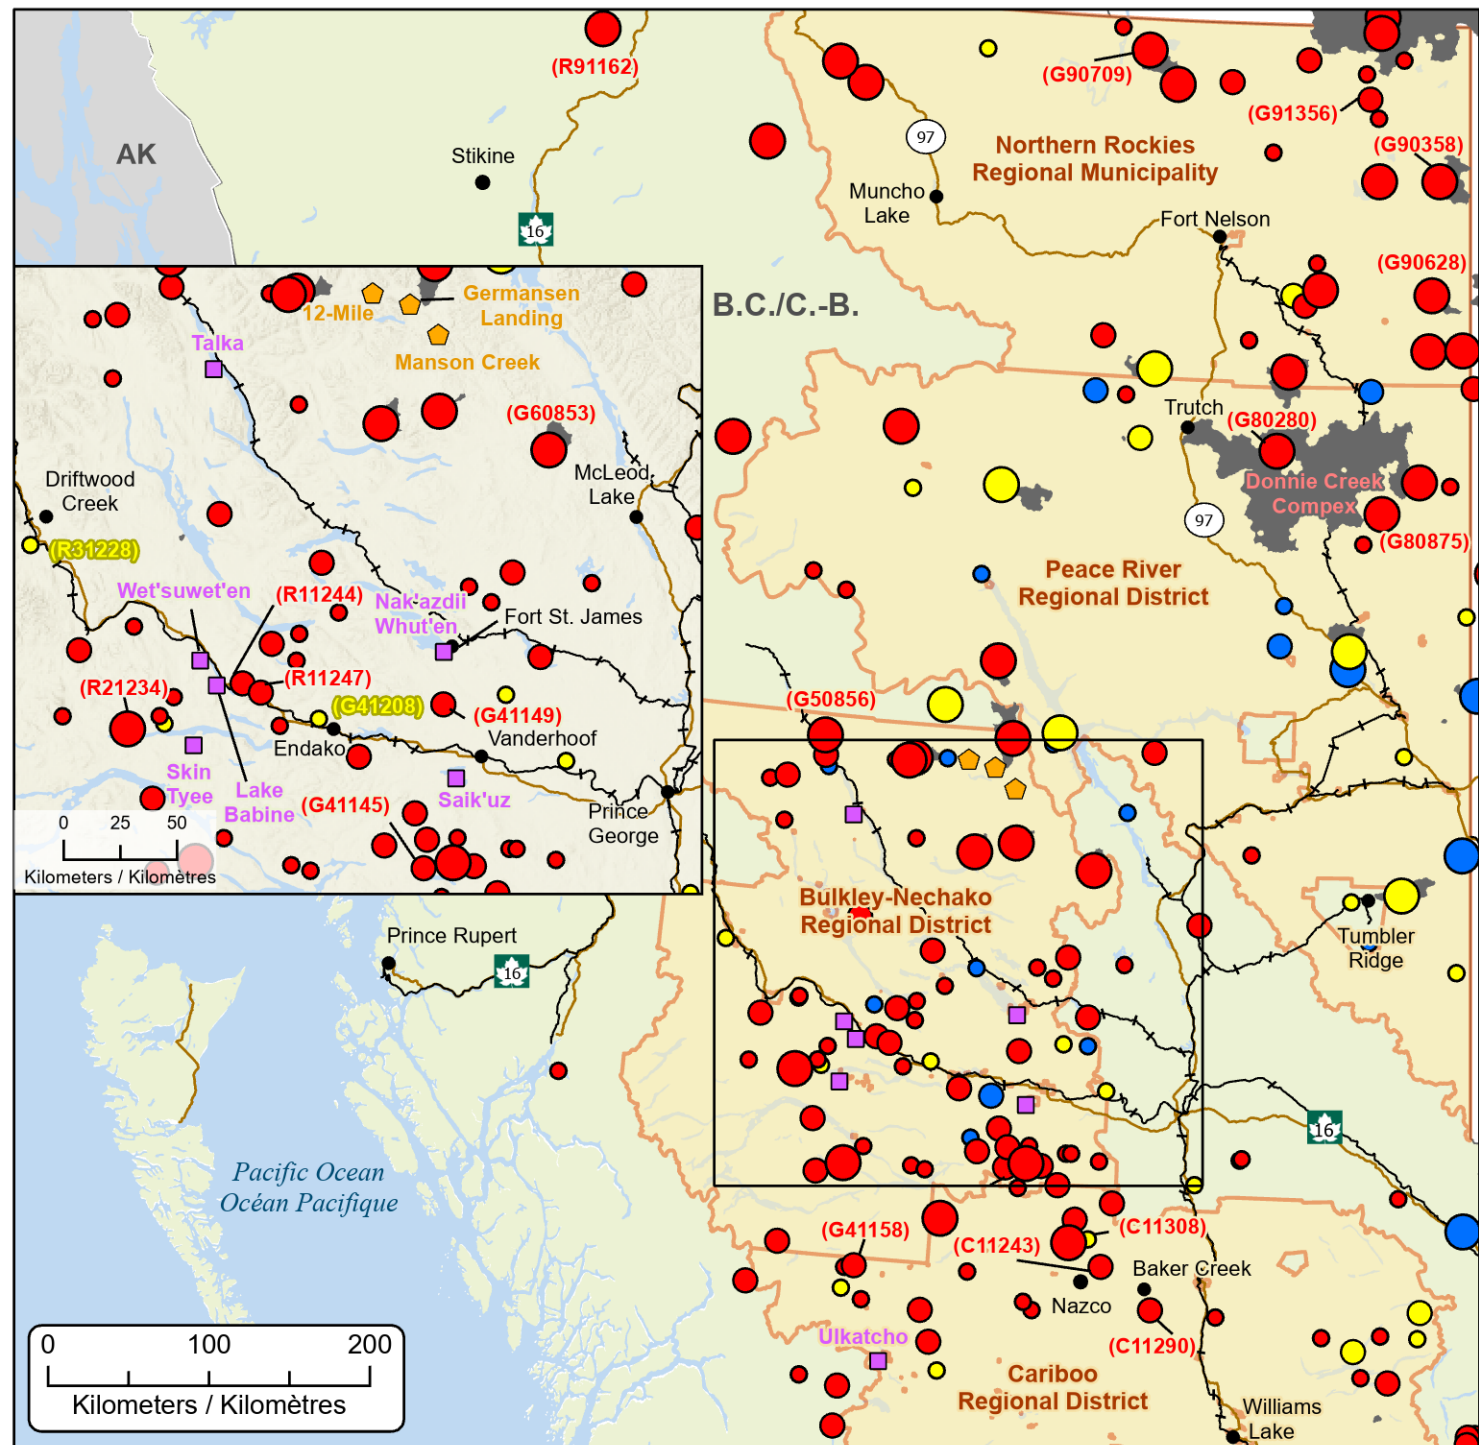 (R91162)
(G90709)
(G91356)
(G90358)
AK
Stikine
97
Northern Rockies
Regional Municipality
Muncho
Lake
16
Fort Nelson
(G90628)
B.C./C.-B.
12-Mile
Germansen
Landing
Manson Creek
Talka
(G60853)
McLeod
Lake
Driftwood
Creek
(R31228)
Wet'suwet'en
(R11244)
Nak'azdii
Whut'en
Fort St. James
(R11247)
(R21234)
(G41208)
(G41149)
Endako
Vanderhoof
Skin
Tyee
Lake
Babine
(G41145)
Saik'uz
Prince
George
0 25 50
Kilometers / Kilomètres
Trutch
(G80280)
Donnie Creek
Compex
97
(G80875)
Peace River
Regional District
(G50856)
Bulkley-Nechako
Regional District
Tumbler
Ridge
Prince Rupert
16
16
Pacific Ocean
Océan Pacifique
(G41158)
(C11243)
(C11308)
Baker Creek
Nazco
(C11290)
Ulkatcho
Cariboo
Regional District
Williams
Lake
0 100 200
Kilometers / Kilomètres